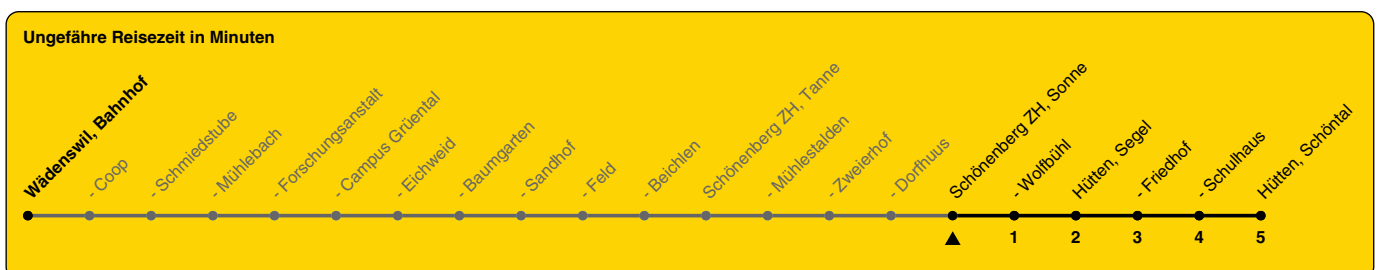 Ungefähre Reisezeit in Minuten
Wädenswil, Bahnhof
- Coop
- Schmiedstube
- Mühlebach
- Forschungsanstalt
- Campus Grüental
- Eichweid
- Baumgarten
- Sandhof
- Feld
- Beichlen
Schönenberg ZH, Tanne
- Mühlestalden
- Zweierhof
- Dorfhuus
Schönenberg ZH, Sonne
- Wolfbühl
Hütten, Segel
- Friedhof
- Schulhaus
Hütten, Schöntal
1 2 3 4 5